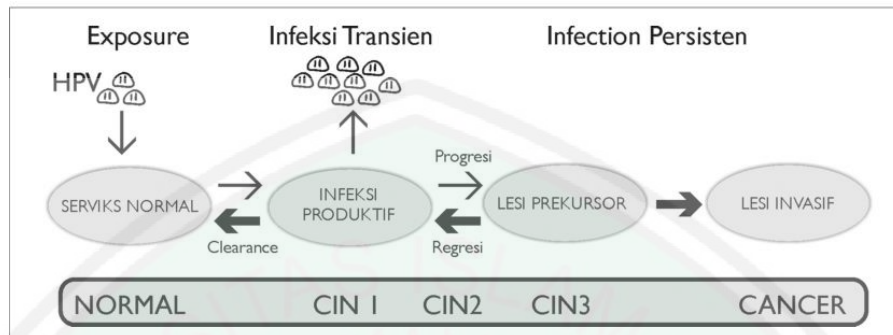 Exposure Infeksi Transien Infection Persisten
HPV
Progresi
SERVIKS NORMAL
INFEKSI
PRODUKTIF
LESI PREKURSOR
LESI INVASIF
Clearance
Regresi
NORMAL CIN I CIN2 CIN3 CANCER